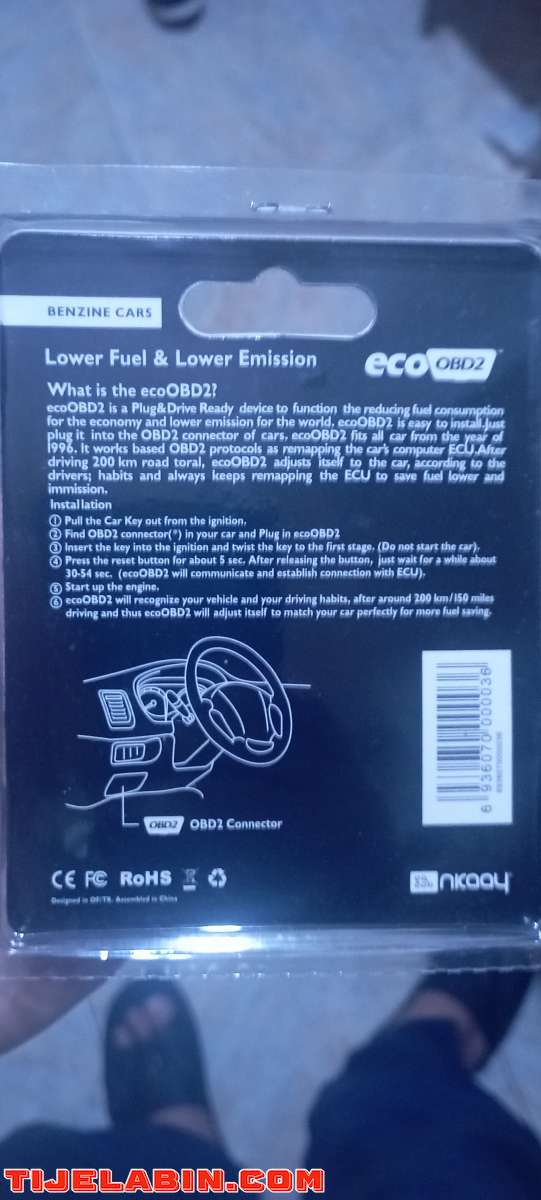 BENZINE CARS
Lower Fuel & Lower Emission
eco OBD2
What is the ecoOBD2?
ecoOBD2 is a Plug&Drive Ready device to function the reducing fuel consumption
for the economy and lower emission for the world. ecoOBD2 is easy to install.Just
plug it into the OBD2 connector of cars, ecoOBD2 fits all car from the year of
1996. It works based OBD2 protocols as remapping the car's computer ECU.After
driving 200 km road toral, ecoOBD2 adjusts itself to the car, according to the
drivers; habits and always keeps remapping the ECU to save fuel lower and
immission.
Installation
① Pull the Car Key out from the ignition.
② Find OBD2 connector(*) in your car and Plug in ecoOBD2
③ Insert the key into the ignition and twist the key to the first stage. (Do not start the car).
④ Press the reset button for about 5 sec. After releasing the button, just wait for a while about
30-54 sec. (ecoOBD2 will communicate and establish connection with ECU).
⑤ Start up the engine.
⑥ ecoOBD2 will recognize your vehicle and your driving habits, after around 200 km/150 miles
driving and thus ecoOBD2 will adjust itself to match your car perfectly for more fuel saving.
6 936070 000036
OBD2 OBD2 Connector
CE FC RoHS
nkaay
Assembled in China
TIJELABIN.COM